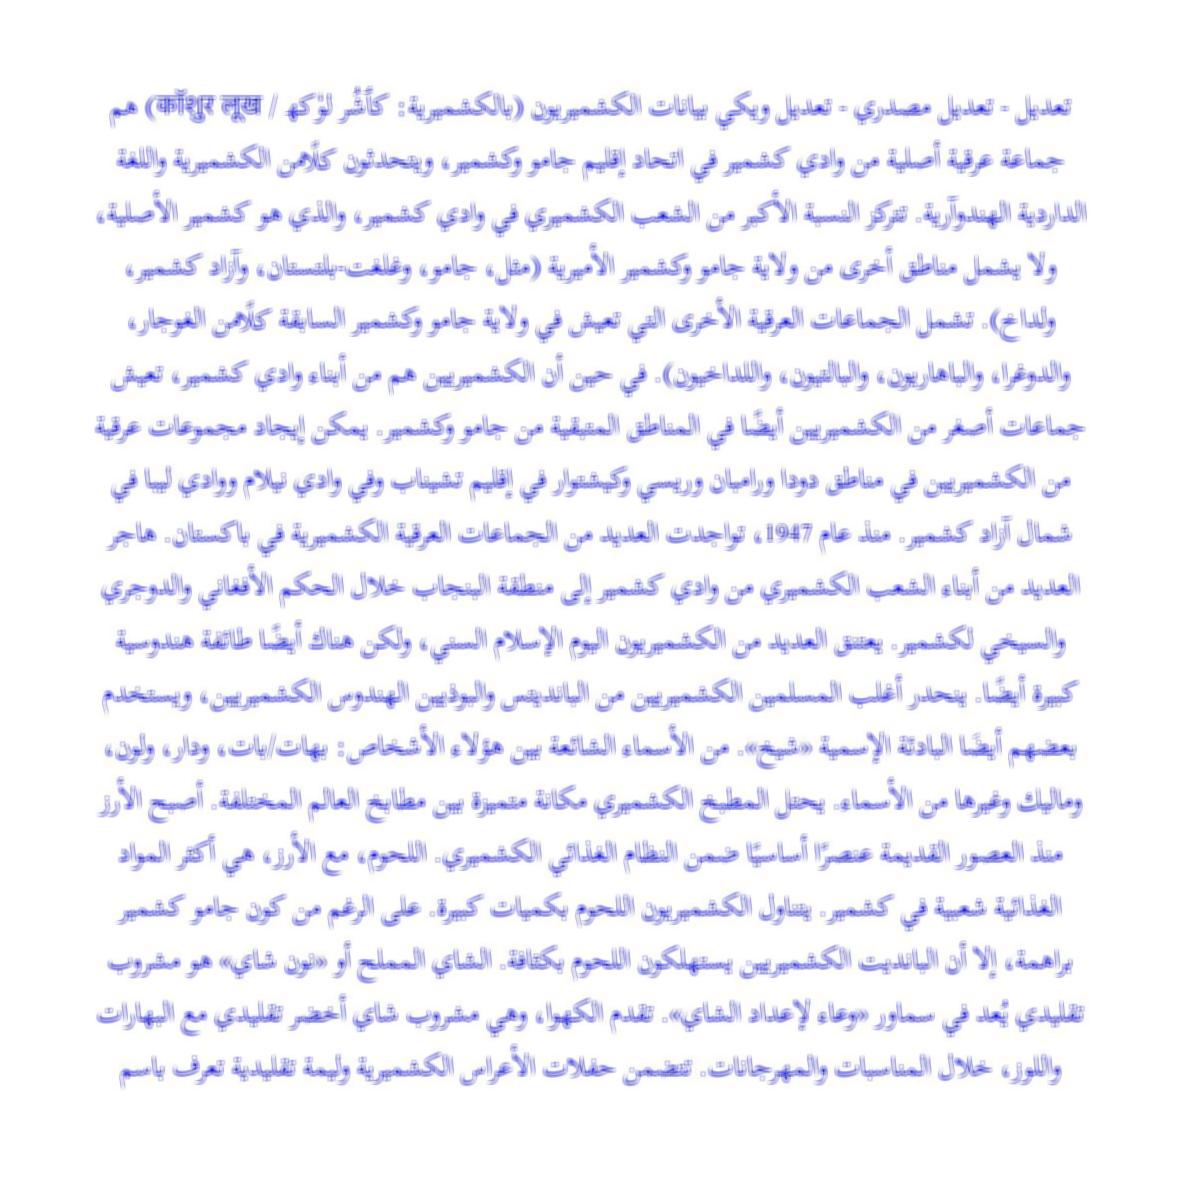 تعديل - تعديل مصدري - تعديل ويكي بيانات الكشميريون (بالكشميرية: كأشُر لوٗکھ / कॉशुर लूख) هم
جماعة عرقية أصلية من وادي كشمير في اتحاد إقليم جامو وكشمير، ويتحدثون كلًامن الكشميرية واللغة
الداردية الهندوآرية. تتركز النسبة الأكبر من الشعب الكشميري في وادي كشمير، والذي هو كشمير الأصلية،
ولا يشمل مناطق أخرى من ولاية جامو وكشمير الأميرية (مثل، جامو، وغلغت-بلتستان، وآزاد كشمير،
ولداخ). تشمل الجماعات العرقية الأخرى التي تعيش في ولاية جامو وكشمير السابقة كلًامن الغوجار،
والدوغرا، والباهاريون، والبالتيون، واللداخيون). في حين أن الكشميريين هم من أبناء وادي كشمير، تعيش
جماعات أصغر من الكشميريين أيضًا في المناطق المتبقية من جامو وكشمير. يمكن إيجاد مجموعات عرقية
من الكشميريين في مناطق دودا ورامبان وريسي وكيشتوار في إقليم تشيناب وفي وادي نيلام ووادي ليبا في
شمال آزاد كشمير. منذ عام 1947، تواجدت العديد من الجماعات العرقية الكشميرية في باكستان. هاجر
العديد من أبناء الشعب الكشميري من وادي كشمير إلى منطقة البنجاب خلال الحكم الأفغاني والدوجري
والسيخي لكشمير. يعتنق العديد من الكشميريون اليوم الإسلام السني، ولكن هناك أيضًا طائفة هندوسية
كبيرة أيضًا. ينحدر أغلب المسلمين الكشميريين من البانديتس والبوذيين الهندوس الكشميريين، ويستخدم
بعضهم أيضًا البادئة الإسمية «شيخ». من الأسماء الشائعة بين هؤلاء الأشخاص: بهات/بات، ودار، ولون،
وماليك وغيرها من الأسماء. يحتل المطبخ الكشميري مكانة متميزة بين مطابخ العالم المختلفة. أصبح الأرز
منذ العصور القديمة عنصرًا أساسيًا ضمن النظام الغذائي الكشميري. اللحوم، مع الأرز، هي أكثر المواد
الغذائية شعبية في كشمير. يتناول الكشميريون اللحوم بكميات كبيرة. على الرغم من كون جامو كشمير
براهمة، إلا أن البانديت الكشميريين يستهلكون اللحوم بكثافة. الشاي المملح أو «نون شاي» هو مشروب
تقليدي يُعد في سماور «وعاء لإعداد الشاي». تقدم الكهوا، وهي مشروب شاي أخضر تقليدي مع البهارات
واللوز، خلال المناسبات والمهرجانات. تتضمن حفلات الأعراس الكشميرية وليمة تقليدية تعرف باسم